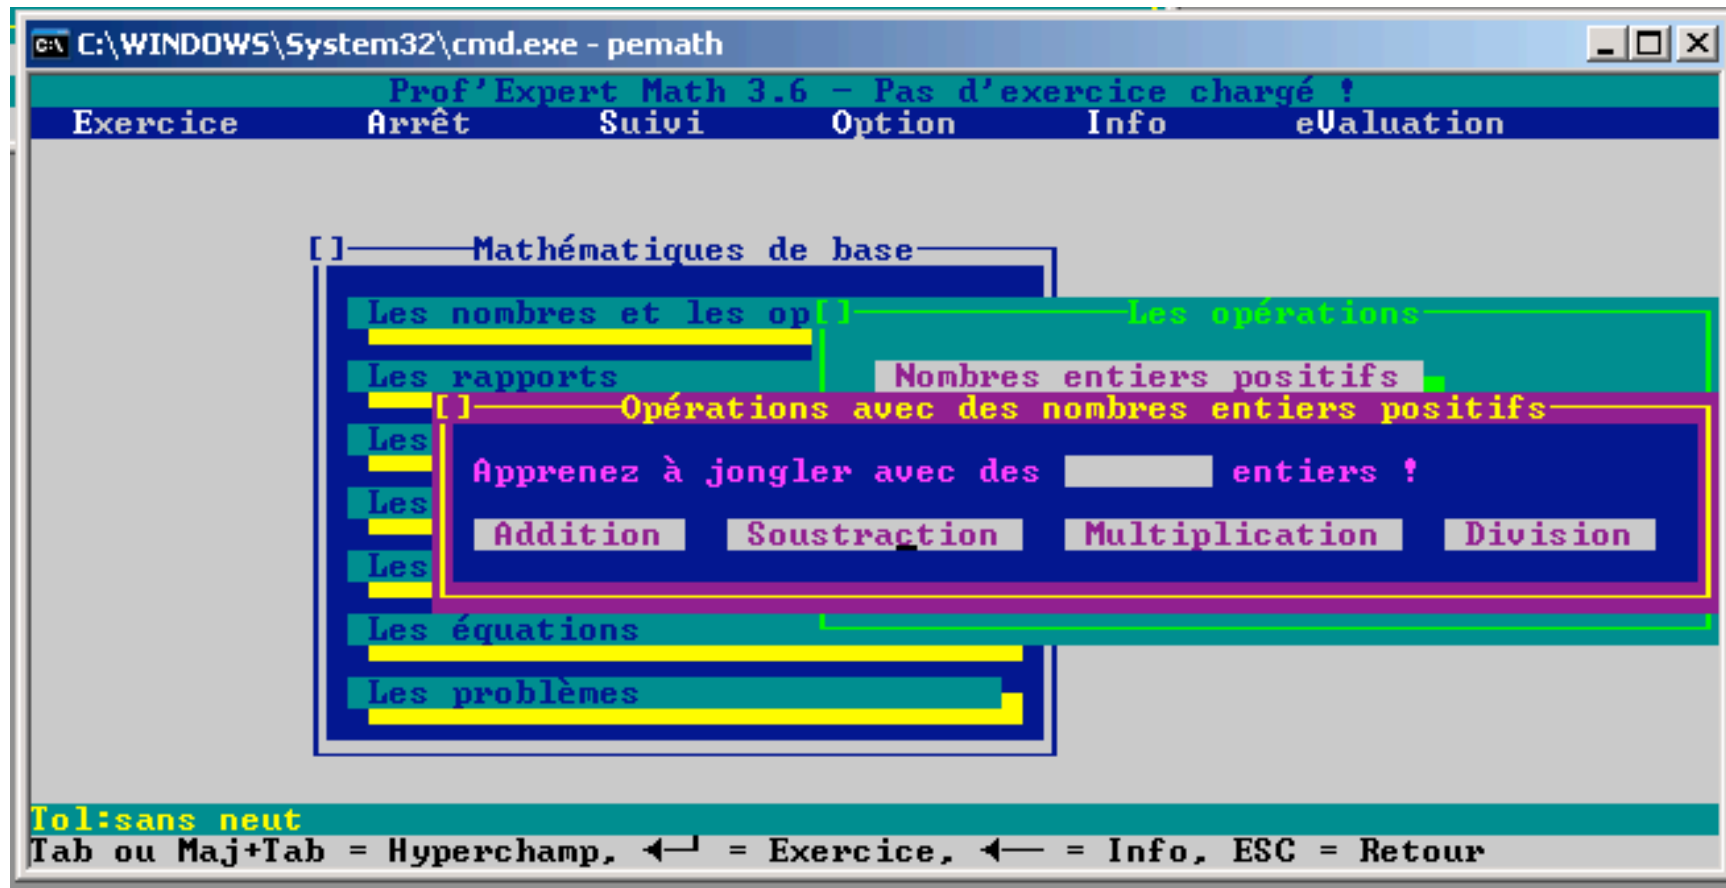 C:\WINDOWS\System32\cmd.exe - pemath
Prof'Expert Math 3.6 - Pas d'exercice chargé !
Exercice Arrêt Suivi Option Info eValuation
[]Mathématiques de base
Les nombres et les op
[]Les opérations
Les rapports
Nombres entiers positifs
[]Opérations avec des nombres entiers positifs
Les
Apprenez à jongler avec des entiers !
Les
Addition Soustraction Multiplication Division
Les
Les équations
Les problèmes
Tol:sans neut
Tab ou Maj+Tab = Hyperchamp, ◄┘ = Exercice, ◄— = Info, ESC = Retour